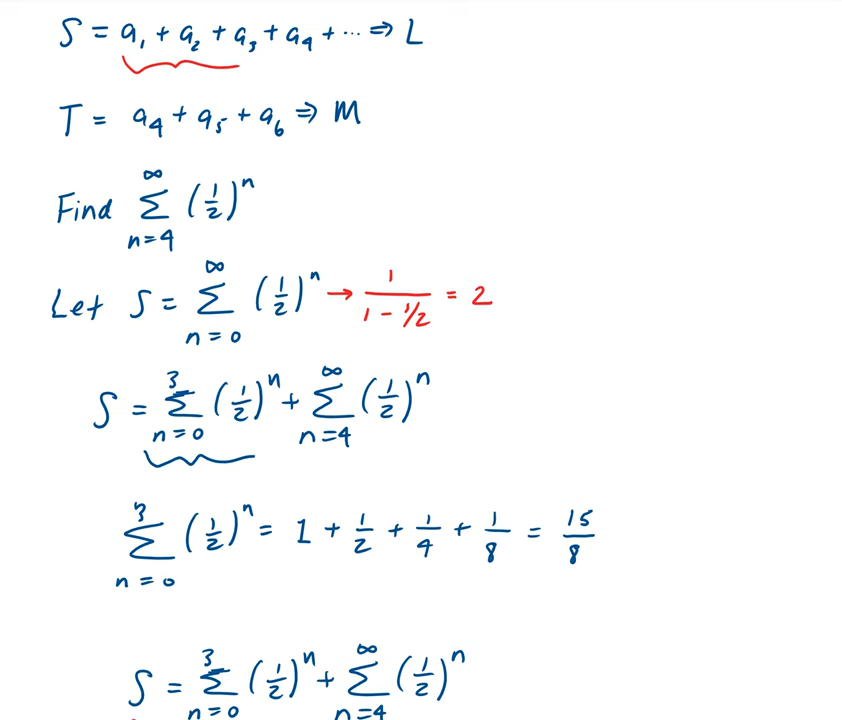 S = a₁ + a₂ + a₃ + a₄ + ... ⇒ L
T = a₄ + a₅ + a₆ ⇒ M
Find ∑_{n=4}^{∞} (1/2)^n
Let S = ∑_{n=0}^{∞} (1/2)^n → 1/(1 - 1/2) = 2
S = ∑_{n=0}^{3} (1/2)^n + ∑_{n=4}^{∞} (1/2)^n
∑_{n=0}^{3} (1/2)^n = 1 + 1/2 + 1/4 + 1/8 = 15/8
S = ∑_{n=0}^{3} (1/2)^n + ∑_{n=4}^{∞} (1/2)^n